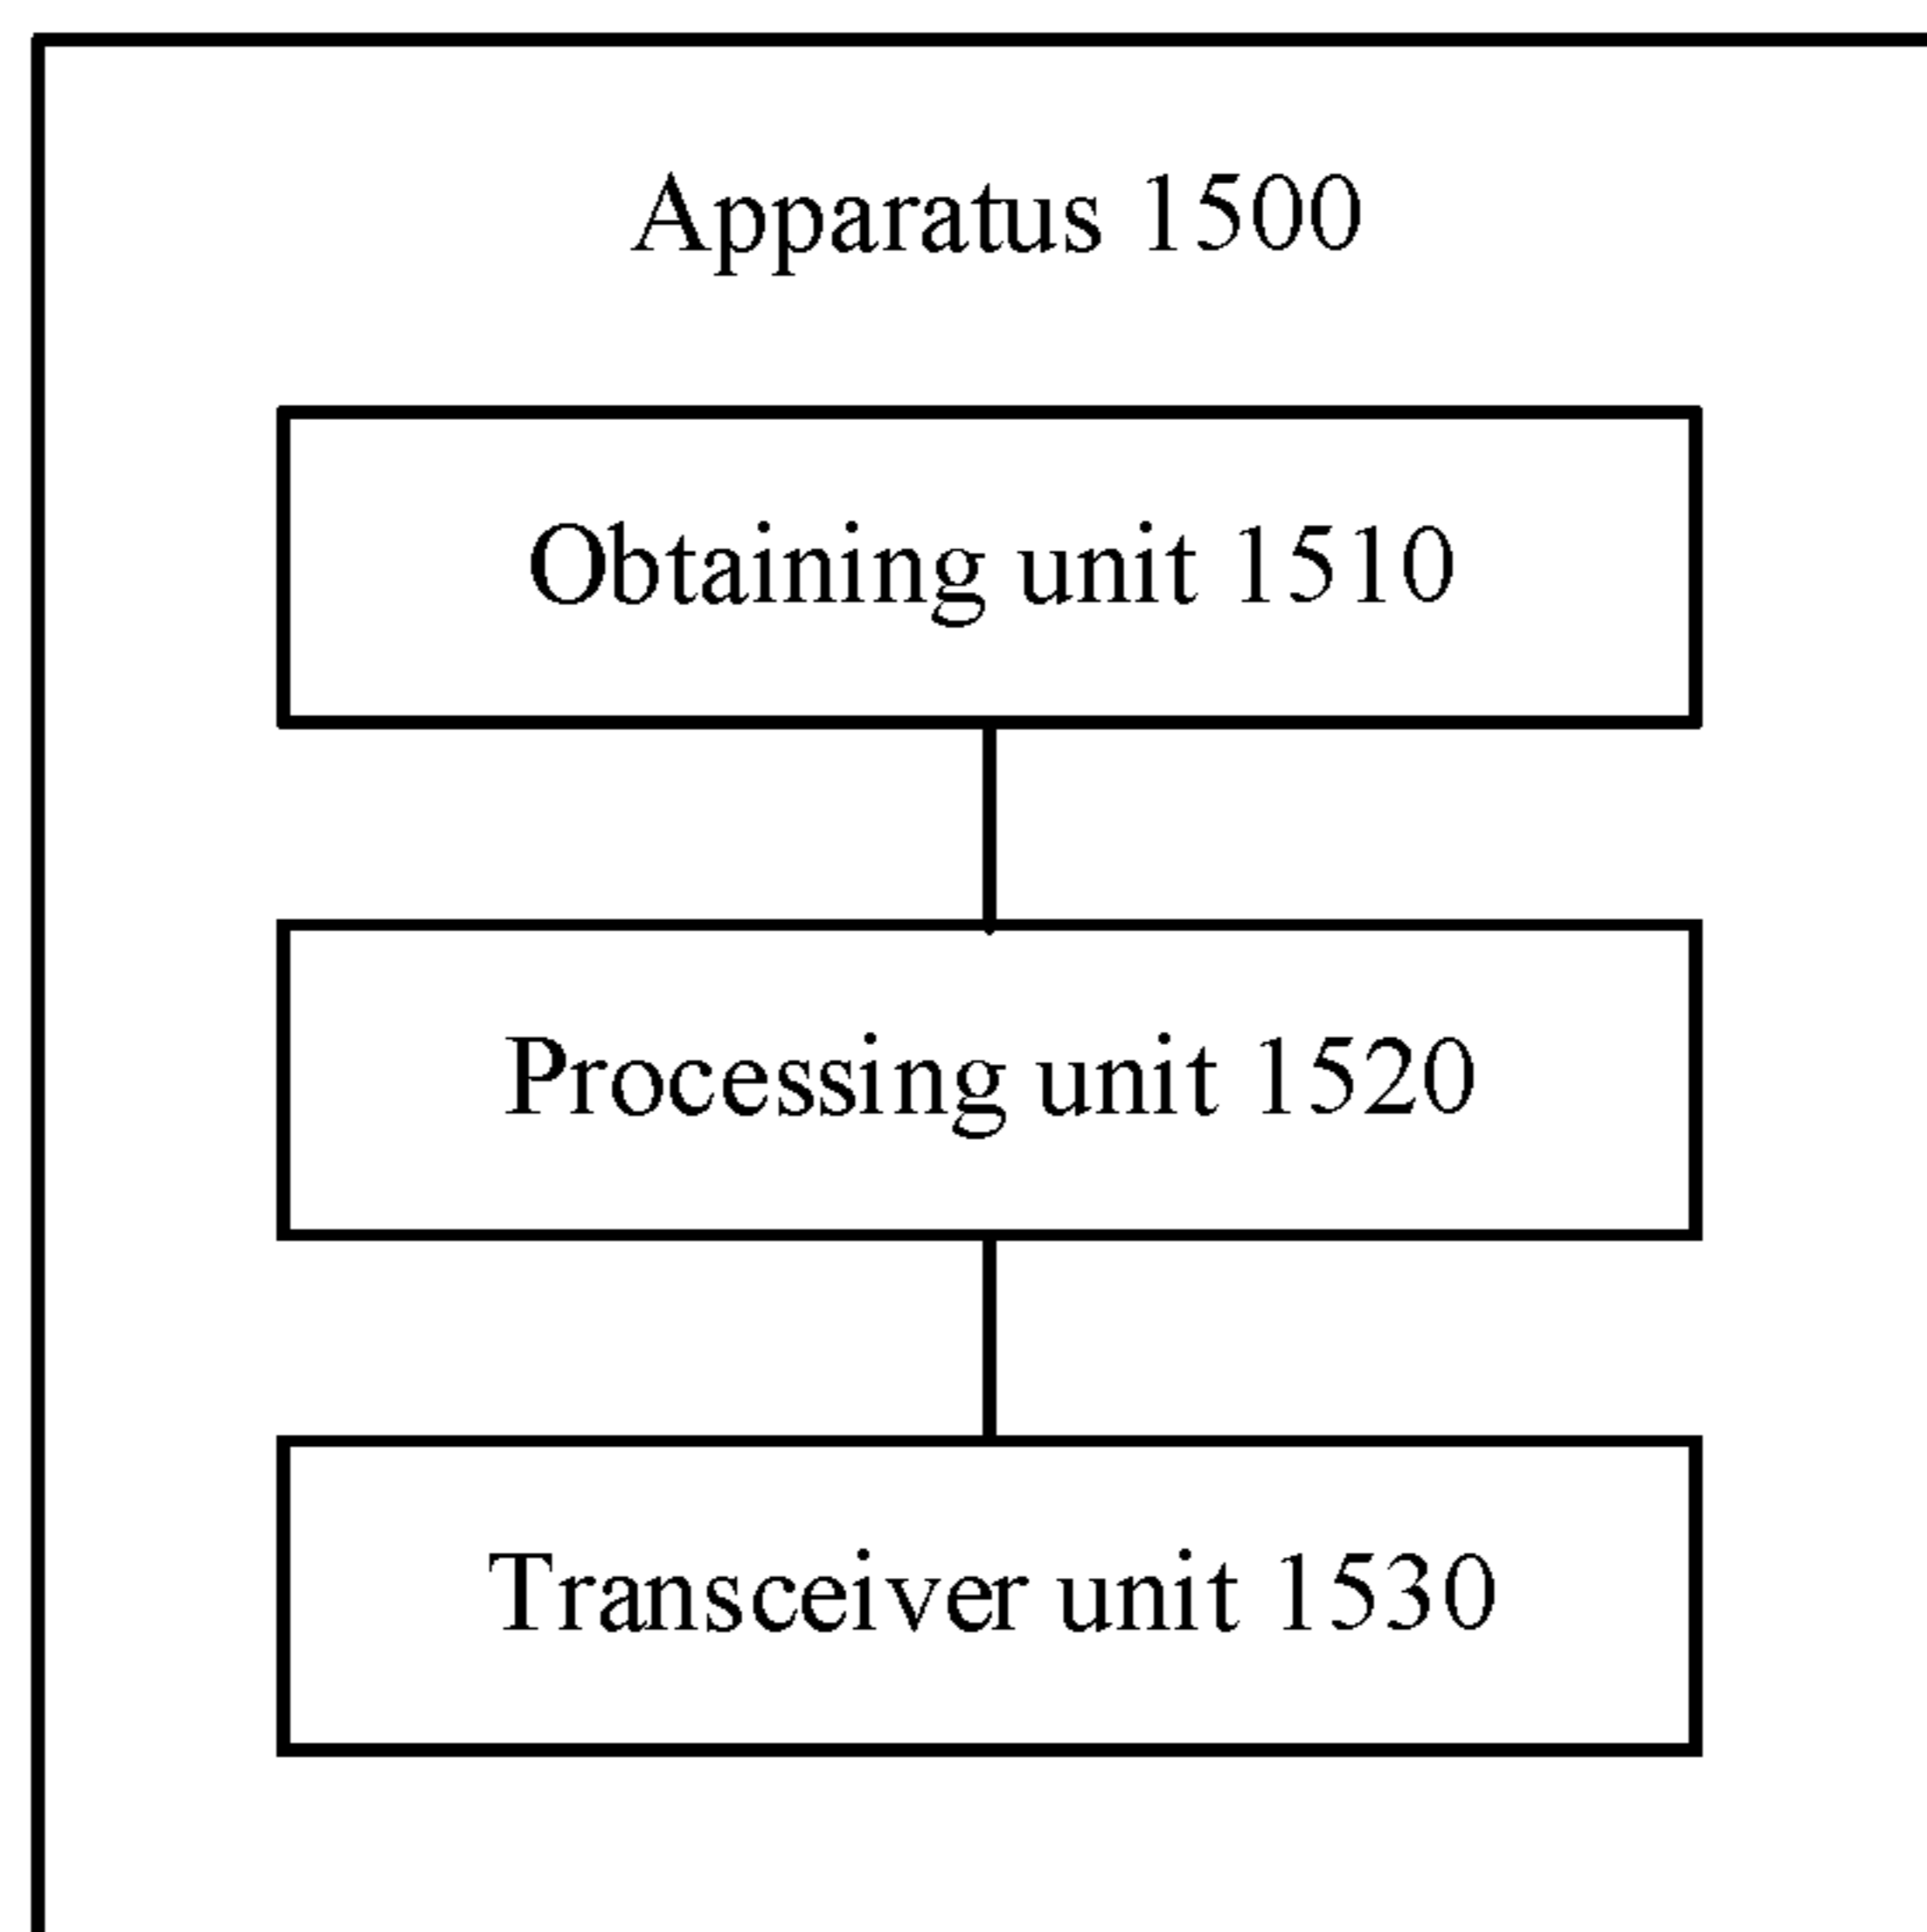 Apparatus 1500
Obtaining unit 1510
Processing unit 1520
Transceiver unit 1530